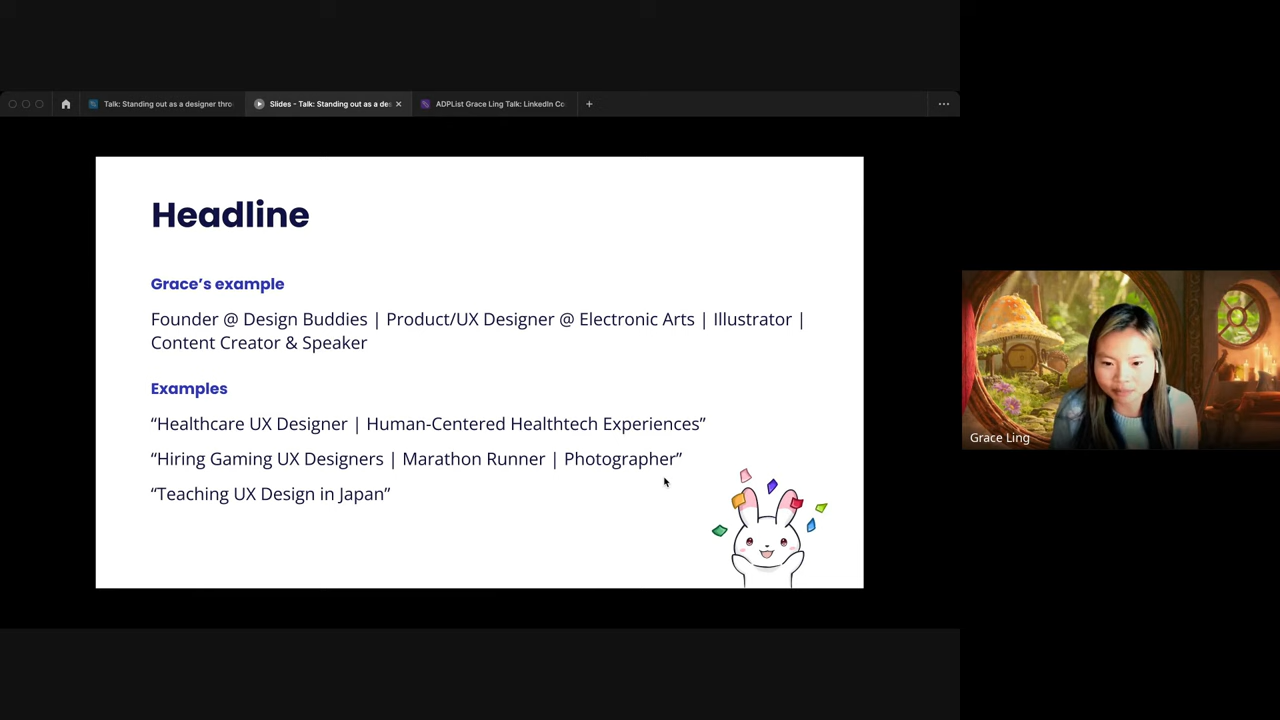 Talk: Standing out as a designer thro
Slides - Talk: Standing out as a des
ADPList Grace Ling Talk: LinkedIn Co
Headline
Grace’s example
Founder @ Design Buddies | Product/UX Designer @ Electronic Arts | Illustrator |
Content Creator & Speaker
Examples
“Healthcare UX Designer | Human-Centered Healthtech Experiences”
“Hiring Gaming UX Designers | Marathon Runner | Photographer”
“Teaching UX Design in Japan”
Grace Ling